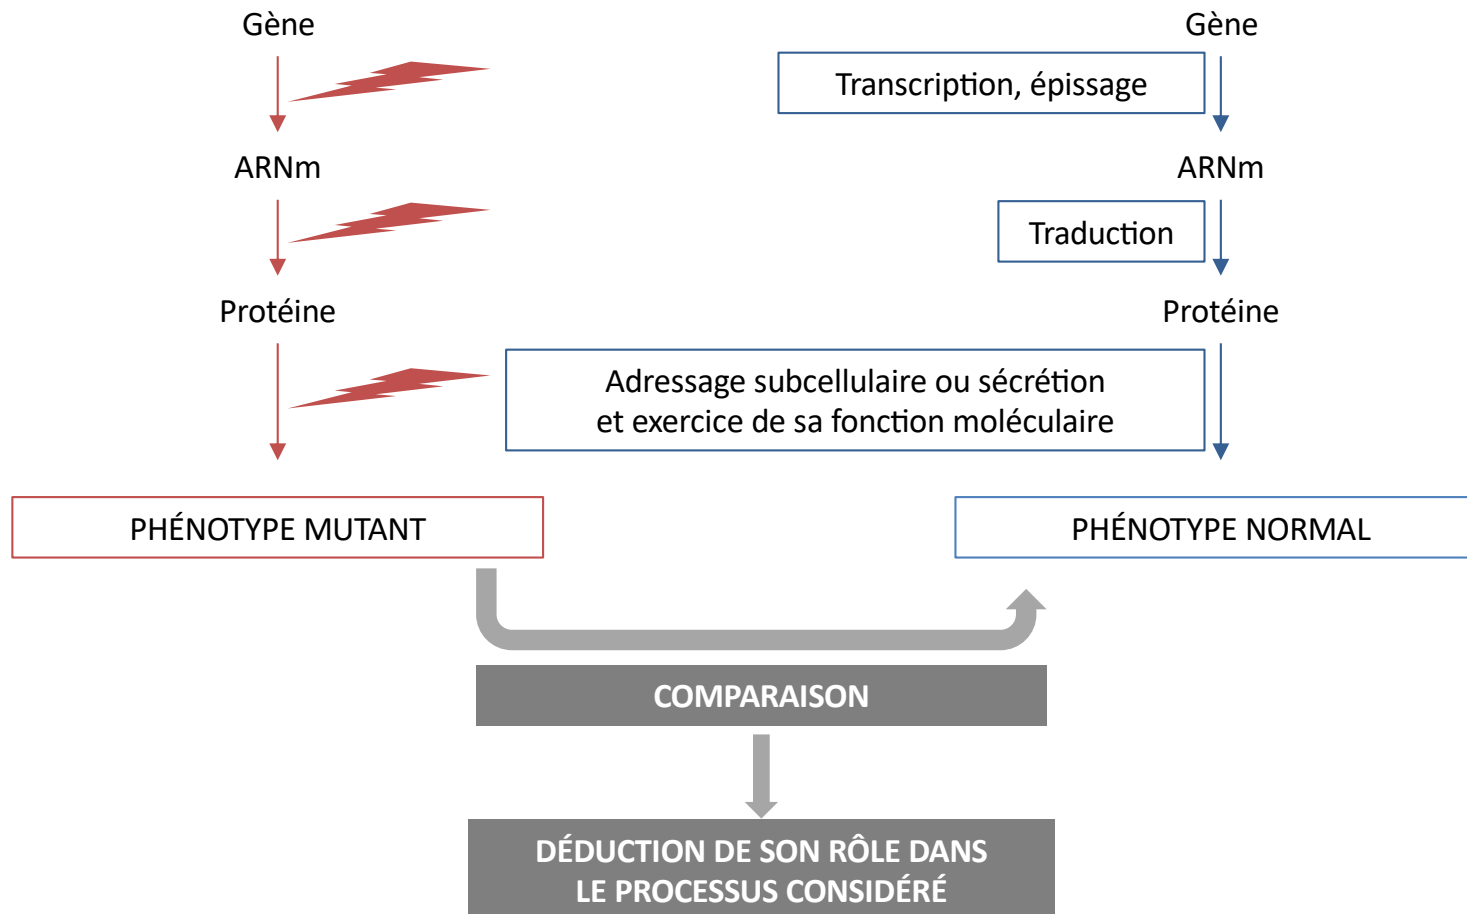 Gène
Gène
Transcription, épissage
ARNm
ARNm
Traduction
Protéine
Protéine
Adressage subcellulaire ou sécrétion
et exercice de sa fonction moléculaire
PHÉNOTYPE MUTANT
PHÉNOTYPE NORMAL
COMPARAISON
DÉDUCTION DE SON RÔLE DANS
LE PROCESSUS CONSIDÉRÉ